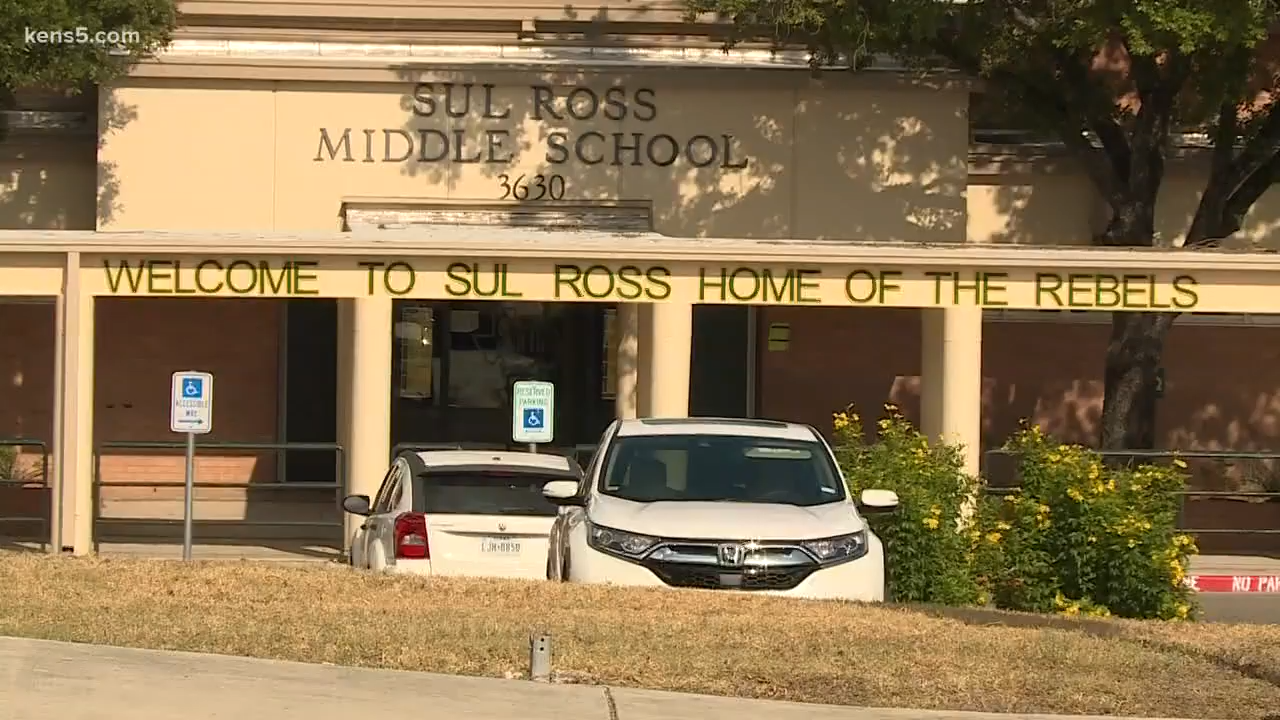 kens5.com
SUL ROSS
MIDDLE SCHOOL
3630
WELCOME TO SUL ROSS HOME OF THE REBELS
ACCESSIBLE
RESERVED
PARKING
NO PAR